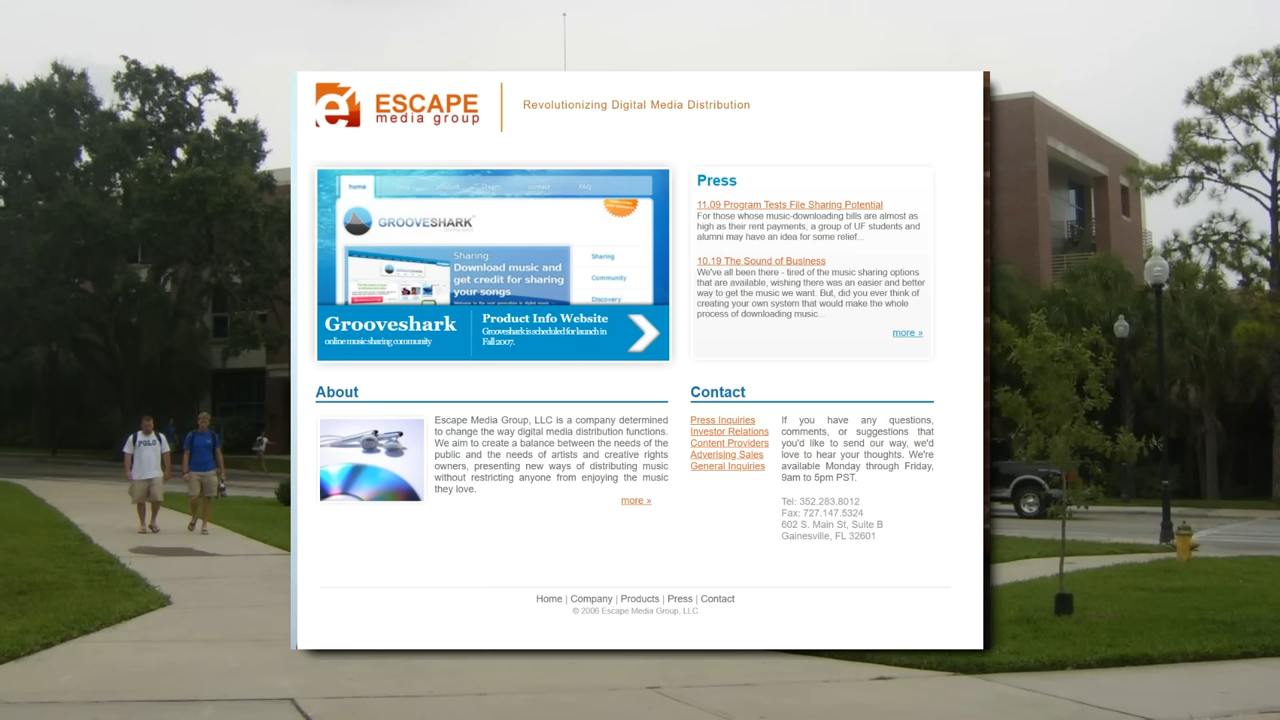 ESCAPE
media group
Revolutionizing Digital Media Distribution
home
product
Team
contact
FAQ
GROOVESHARK
Sharing
Download music and
get credit for sharing
your songs
Sharing
Community
Discovery
Grooveshark
online music sharing community
Product Info Website
Grooveshark is scheduled for launch in
Fall 2007.
Press
11.09 Program Tests File Sharing Potential
For those whose music-downloading bills are almost as
high as their rent payments, a group of UF students and
alumni may have an idea for some relief...
10.19 The Sound of Business
We've all been there - tired of the music sharing options
that are available, wishing there was an easier and better
way to get the music we want. But, did you ever think of
creating your own system that would make the whole
process of downloading music...
more »
About
Escape Media Group, LLC is a company determined
to change the way digital media distribution functions.
We aim to create a balance between the needs of the
public and the needs of artists and creative rights
owners, presenting new ways of distributing music
without restricting anyone from enjoying the music
they love.
more »
Contact
Press Inquiries
Investor Relations
Content Providers
Adverising Sales
General Inquiries
If you have any questions,
comments, or suggestions that
you'd like to send our way, we'd
love to hear your thoughts. We're
available Monday through Friday,
9am to 5pm PST.
Tel: 352.283.8012
Fax: 727.147.5324
602 S. Main St, Suite B
Gainesville, FL 32601
Home | Company | Products | Press | Contact
© 2006 Escape Media Group, LLC
POLO